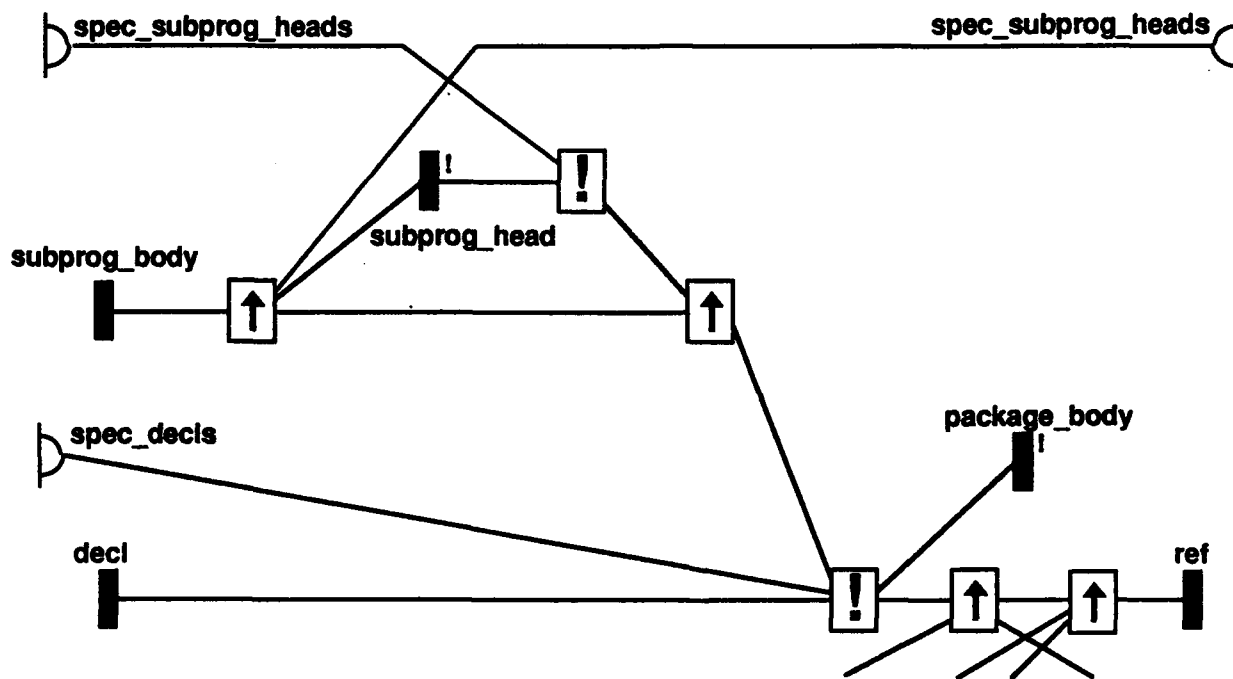 spec_subprog_heads
spec_subprog_heads
!
!
subprog_head
subprog_body
↑
↑
package_body
!
spec_decls
decl
ref
!
↑
↑